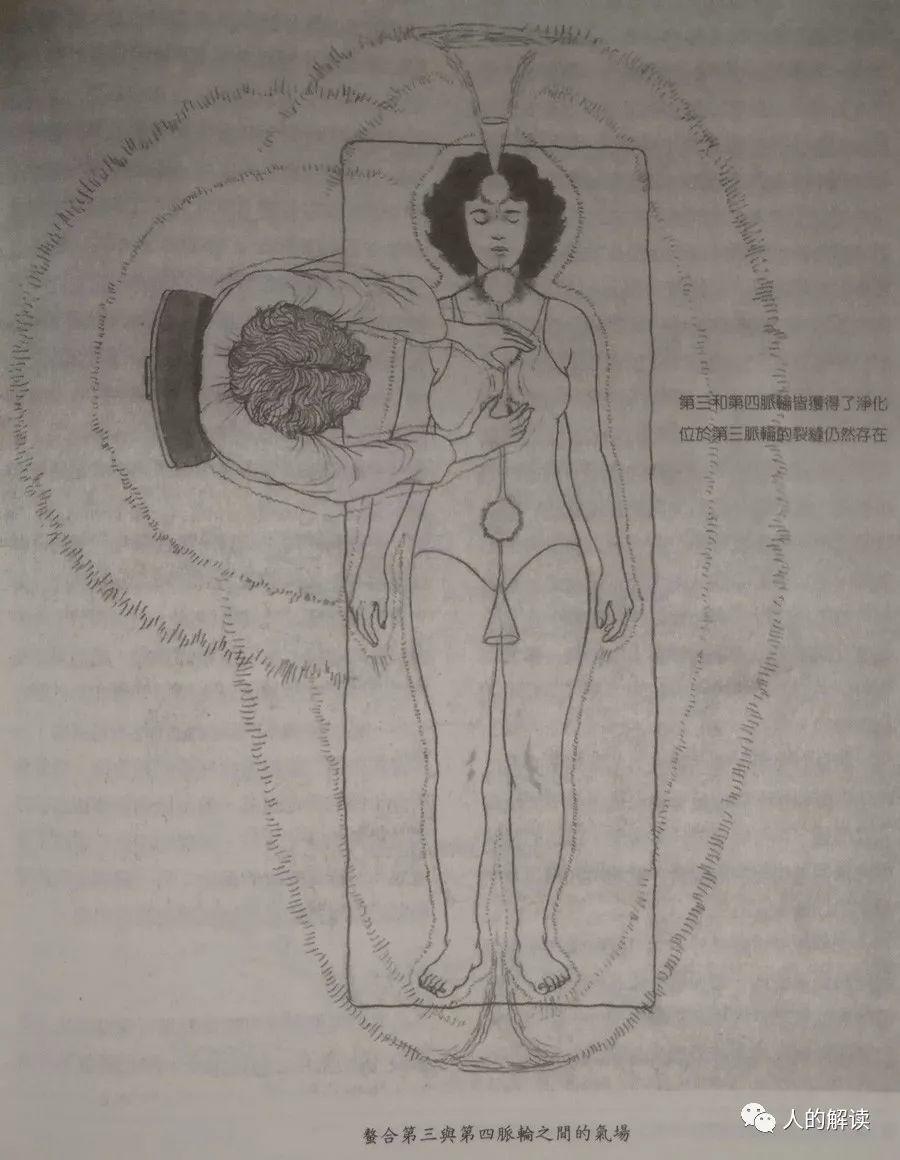 第三和第四脈輪皆獲得了淨化
位於第三脈輪的裂縫仍然存在
螯合第三與第四脈輪之間的氣場
人的解读